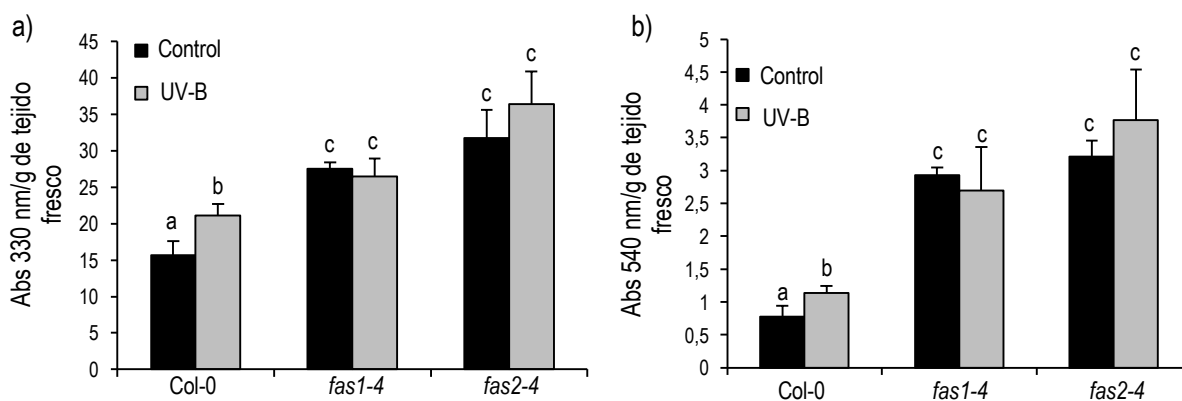 a)
Abs 330 nm/g de tejido
fresco
45
40
35
30
25
20
15
10
5
0
Control
UV-B
a
b
c
c
c
c
Col-0
fas1-4
fas2-4
b)
Abs 540 nm/g de tejido
fresco
5
4,5
4
3,5
3
2,5
2
1,5
1
0,5
0
Control
UV-B
a
b
c
c
c
c
Col-0
fas1-4
fas2-4